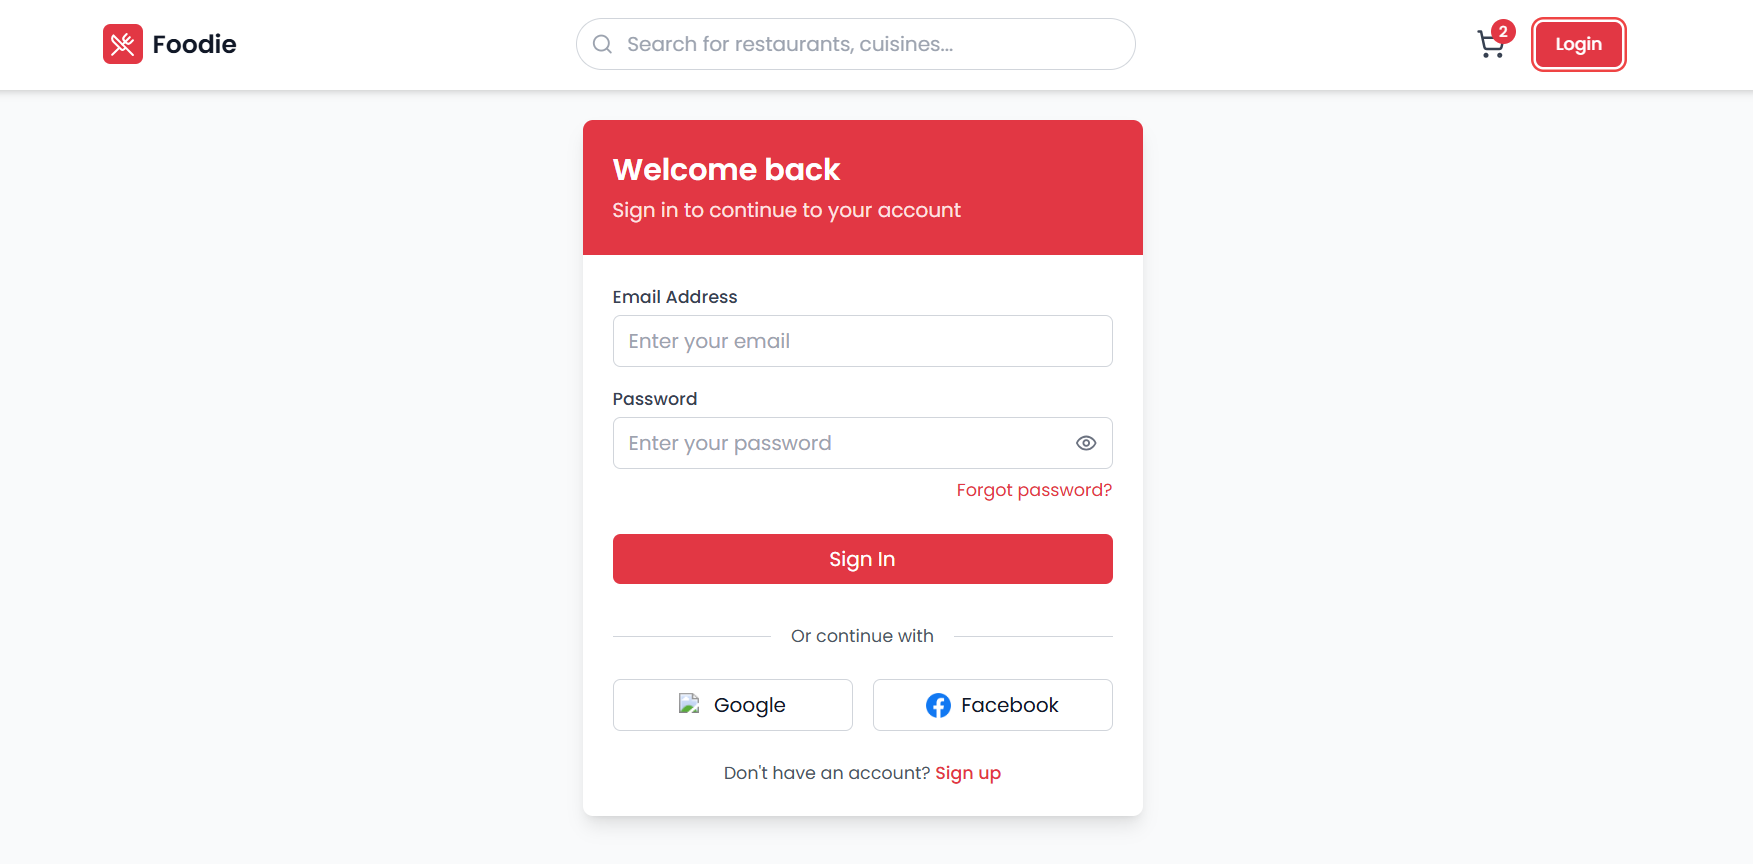 Foodie
Search for restaurants, cuisines...
2
Login
Welcome back
Sign in to continue to your account
Email Address
Enter your email
Password
Enter your password
Forgot password?
Sign In
Or continue with
Google
Facebook
Don't have an account? Sign up